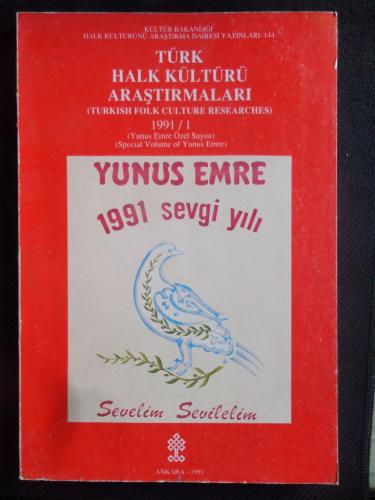 KÜLTÜR BAKANLIĞI
HALK KÜLTÜRÜNÜ ARAŞTIRMA DAİRESİ YAYINLARI: 144
TÜRK
HALK KÜLTÜRÜ
ARAŞTIRMALARI
(TURKISH FOLK CULTURE RESEARCHES)
1991 / 1
(Yunus Emre Özel Sayısı)
(Special Volume of Yunus Emre)
YUNUS EMRE
1991 sevgi yılı
Sevelim Sevilelim
ANKARA - 1991